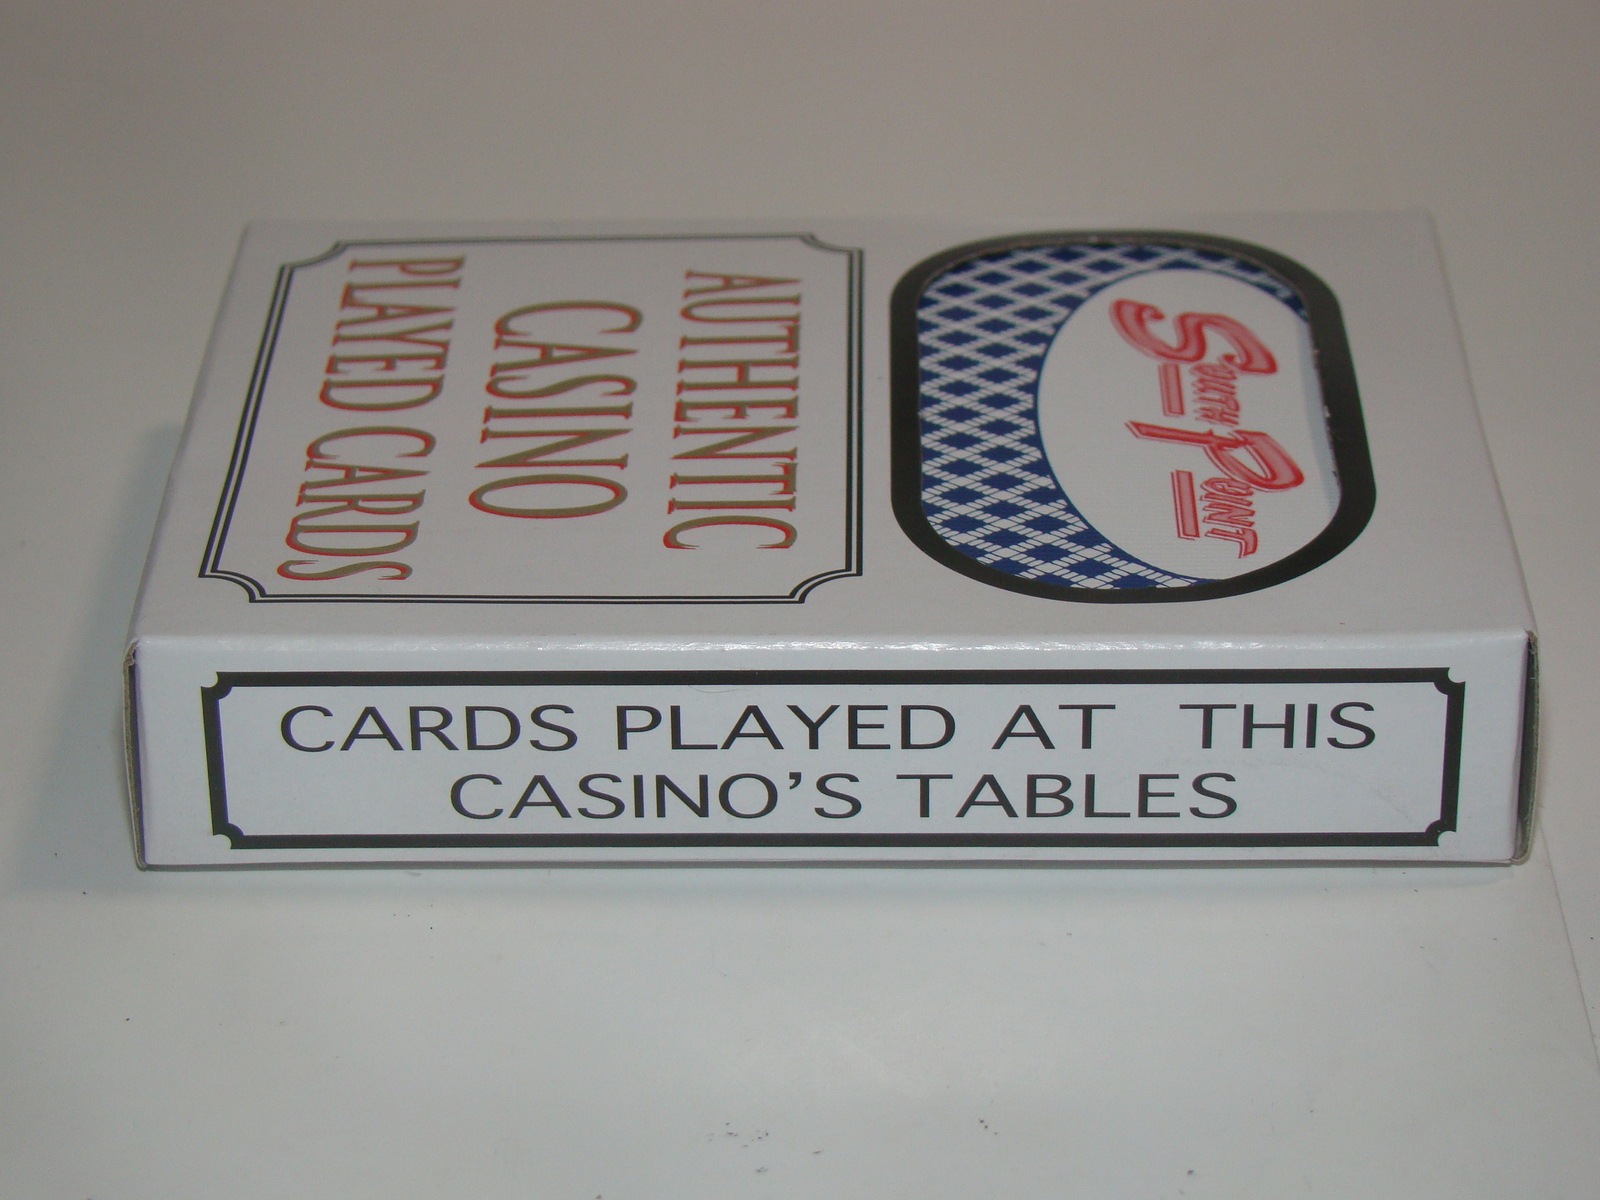 AUTHENTIC
CASINO
PLAYED CARDS
South Point
CARDS PLAYED AT THIS
CASINO'S TABLES